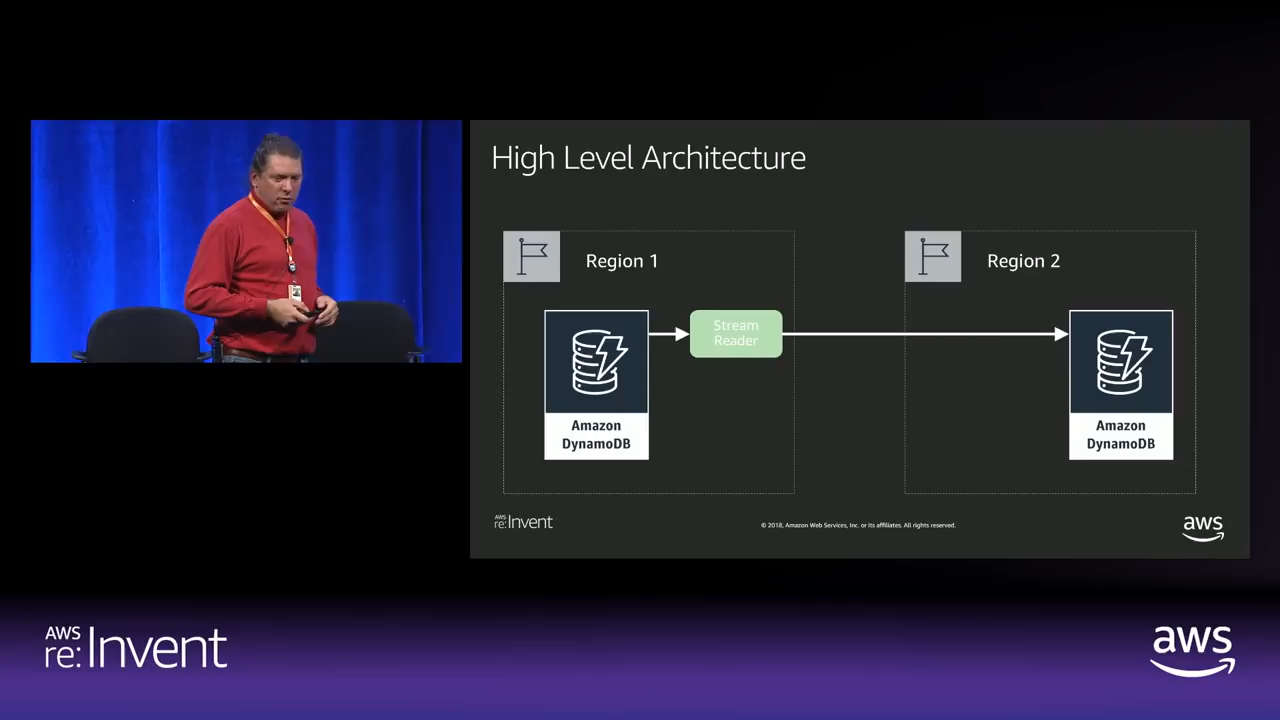 High Level Architecture
Region 1
Region 2
Stream
Reader
Amazon
DynamoDB
Amazon
DynamoDB
AWS
re:Invent
© 2018, Amazon Web Services, Inc. or its affiliates. All rights reserved.
aws
AWS
re:Invent
aws